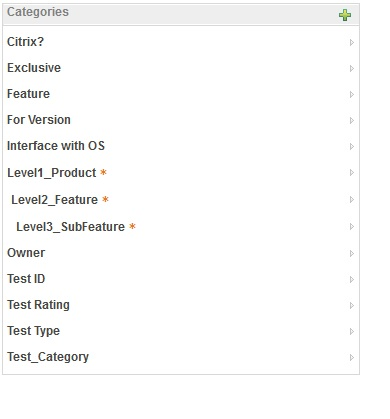 Categories
Citrix?
Exclusive
Feature
For Version
Interface with OS
Level1_Product *
Level2_Feature *
Level3_SubFeature *
Owner
Test ID
Test Rating
Test Type
Test_Category